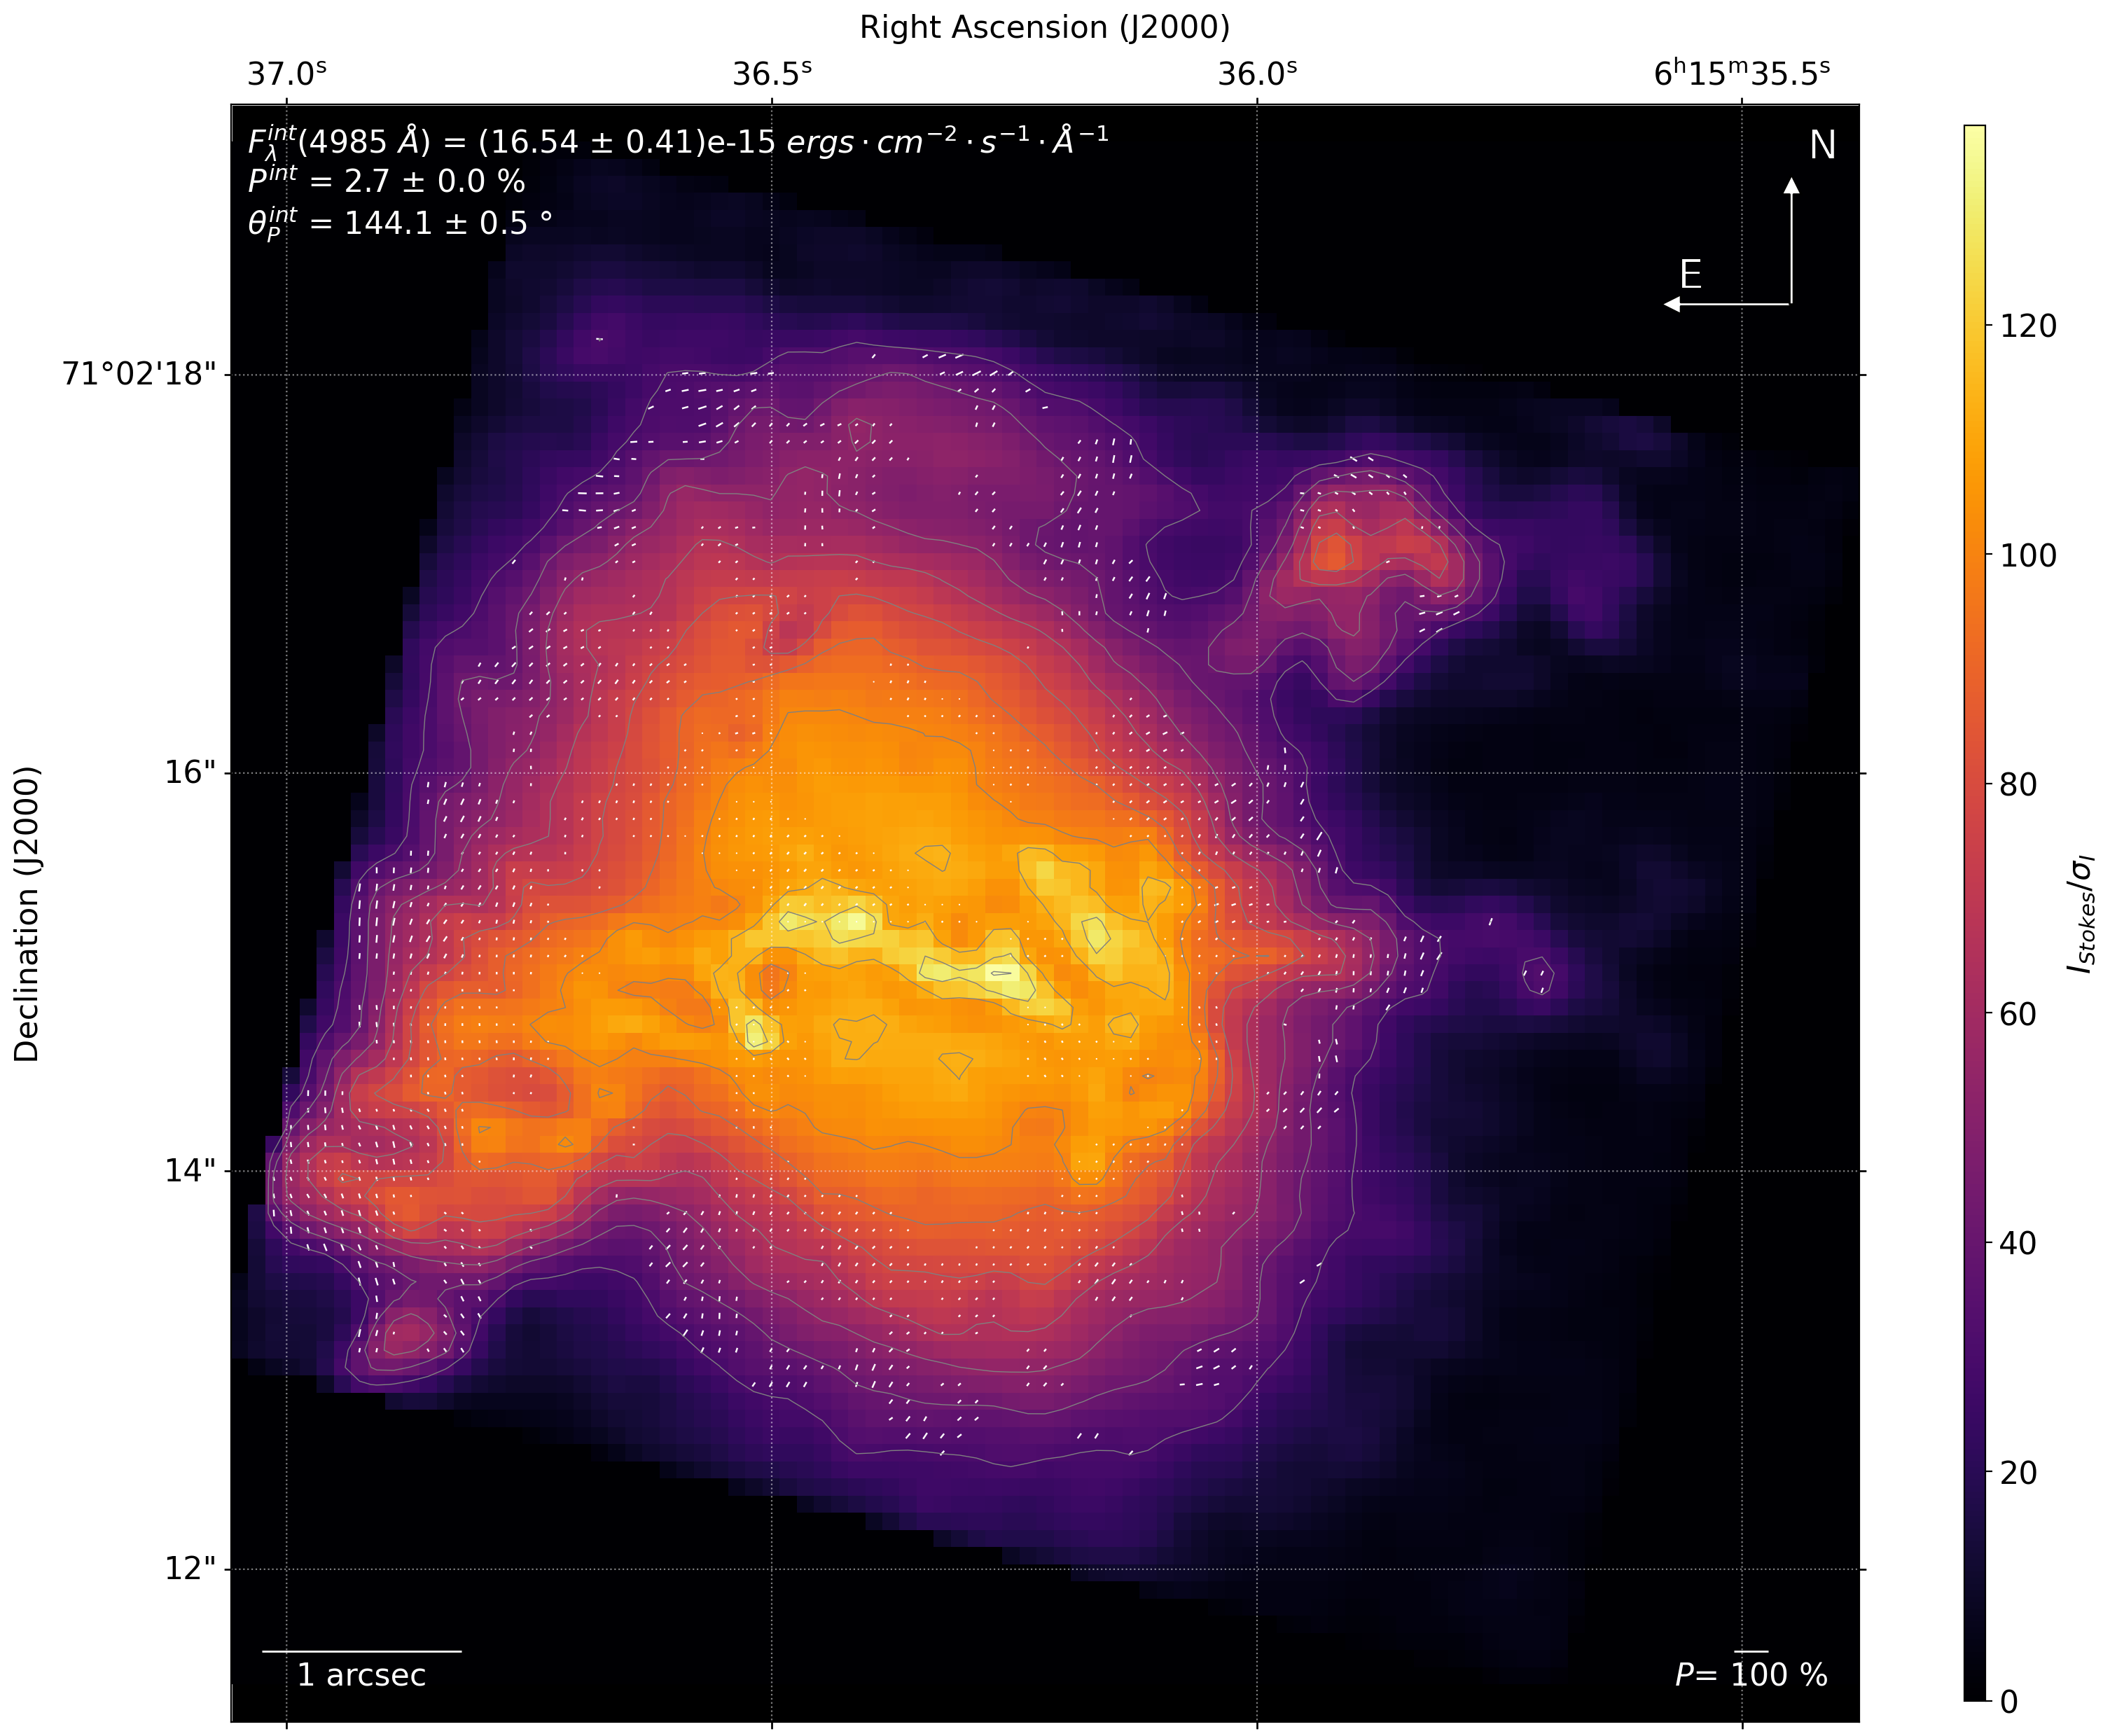 Right Ascension (J2000)
37.0ˢ 36.5ˢ 36.0ˢ 6ʰ15ᵐ35.5ˢ
F_λ^int(4985 Å) = (16.54 ± 0.41)e-15 ergs · cm⁻² · s⁻¹ · Å⁻¹
P^int = 2.7 ± 0.0 %
θ_P^int = 144.1 ± 0.5 °
N
E
71°02'18"
16"
14"
12"
Declination (J2000)
1 arcsec
P= 100 %
120
100
80
60
40
20
0
I_Stokes/σ_I